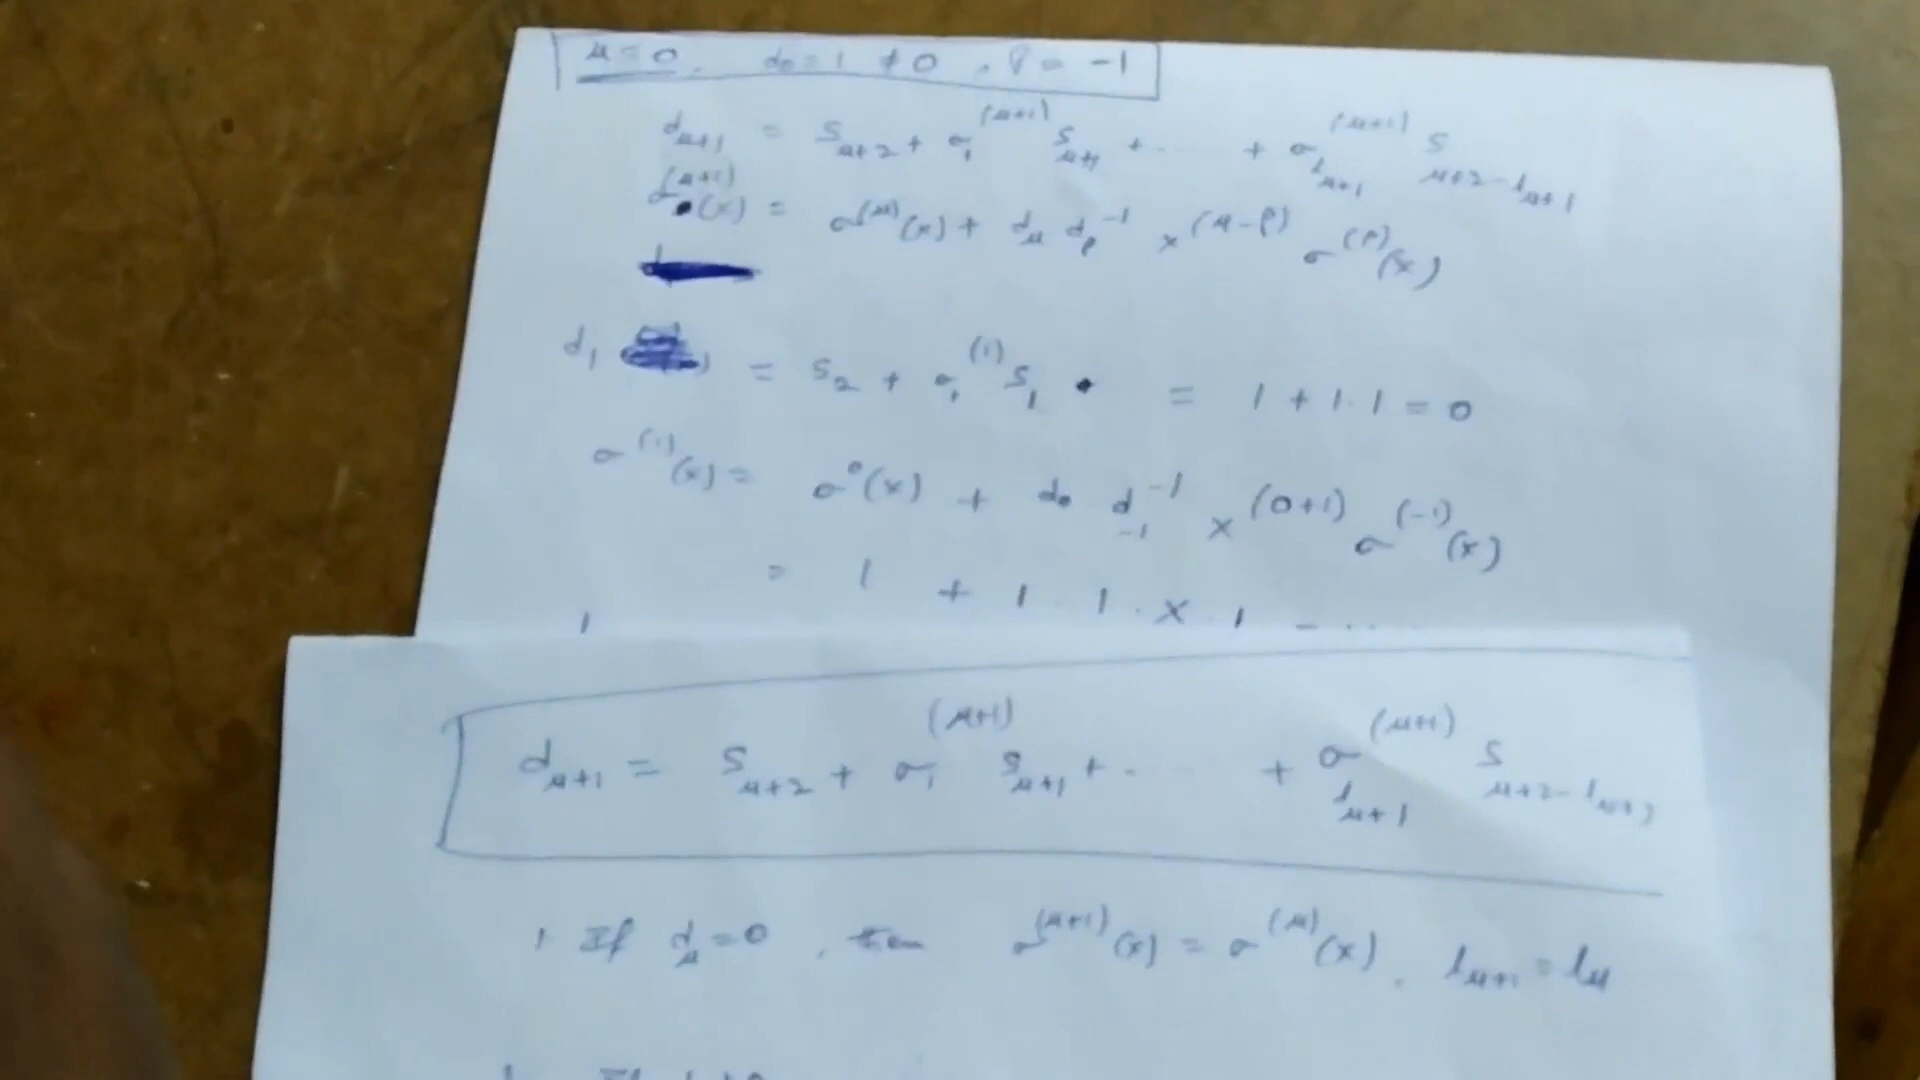 μ = 0, d₀ = 1 ≠ 0, ρ = -1
d_{μ+1} = S_{μ+2} + σ₁^{(μ+1)} S_{μ+1} + ... + σ_{l_{μ+1}}^{(μ+1)} S_{μ+2-l_{μ+1}}
σ^{(μ+1)}(x) = σ^{(μ)}(x) + d_μ d_ρ^{-1} x^{(μ-ρ)} σ^{(ρ)}(x)
d₁ = S₂ + σ₁^{(1)} S₁ = 1 + 1.1 = 0
σ^{(1)}(x) = σ^{0}(x) + d₀ d_{-1}^{-1} x^{(0+1)} σ^{(-1)}(x)
= 1 + 1 . 1 . x . 1
d_{μ+1} = S_{μ+2} + σ₁^{(μ+1)} S_{μ+1} + ... + σ_{l_{μ+1}}^{(μ+1)} S_{μ+2-l_{μ+1}}
1 If d_μ = 0, then σ^{(μ+1)}(x) = σ^{(μ)}(x), l_{μ+1} = l_μ